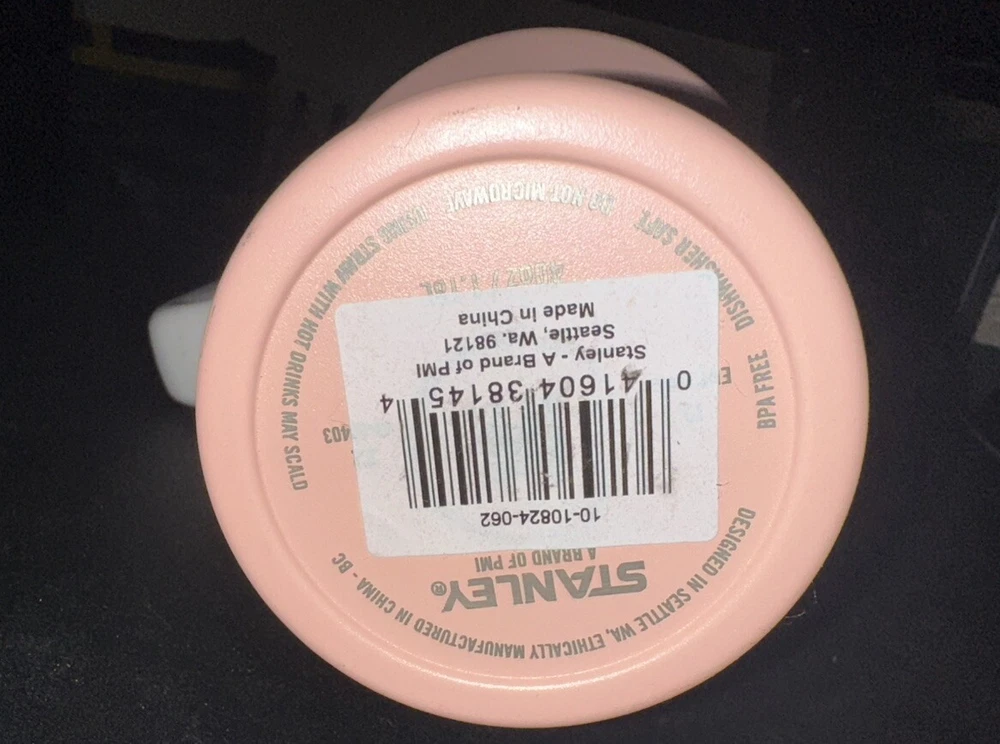 DESIGNED IN SEATTLE WA, ETHICALLY MANUFACTURED IN CHINA - BC
STANLEY®
A BRAND OF PMI
10-10824-062
0 41604 38145 4
Stanley - A Brand of PMI
Seattle, Wa. 98121
Made in China
403
BPA FREE
DISHWASHER SAFE
DO NOT MICROWAVE
USING STRAW WITH HOT DRINKS MAY SCALD